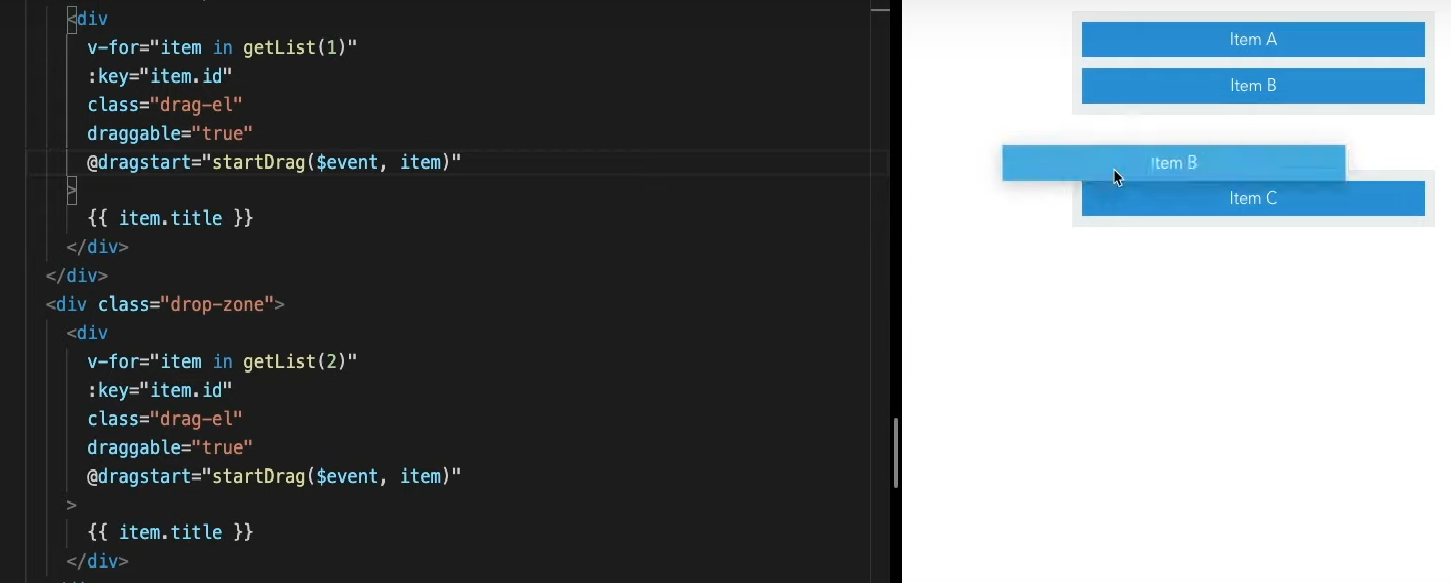 <div
v-for="item in getList(1)"
:key="item.id"
class="drag-el"
draggable="true"
@dragstart="startDrag($event, item)"
>
{{ item.title }}
</div>
</div>
<div class="drop-zone">
<div
v-for="item in getList(2)"
:key="item.id"
class="drag-el"
draggable="true"
@dragstart="startDrag($event, item)"
>
{{ item.title }}
</div>
Item A
Item B
Item B
Item C